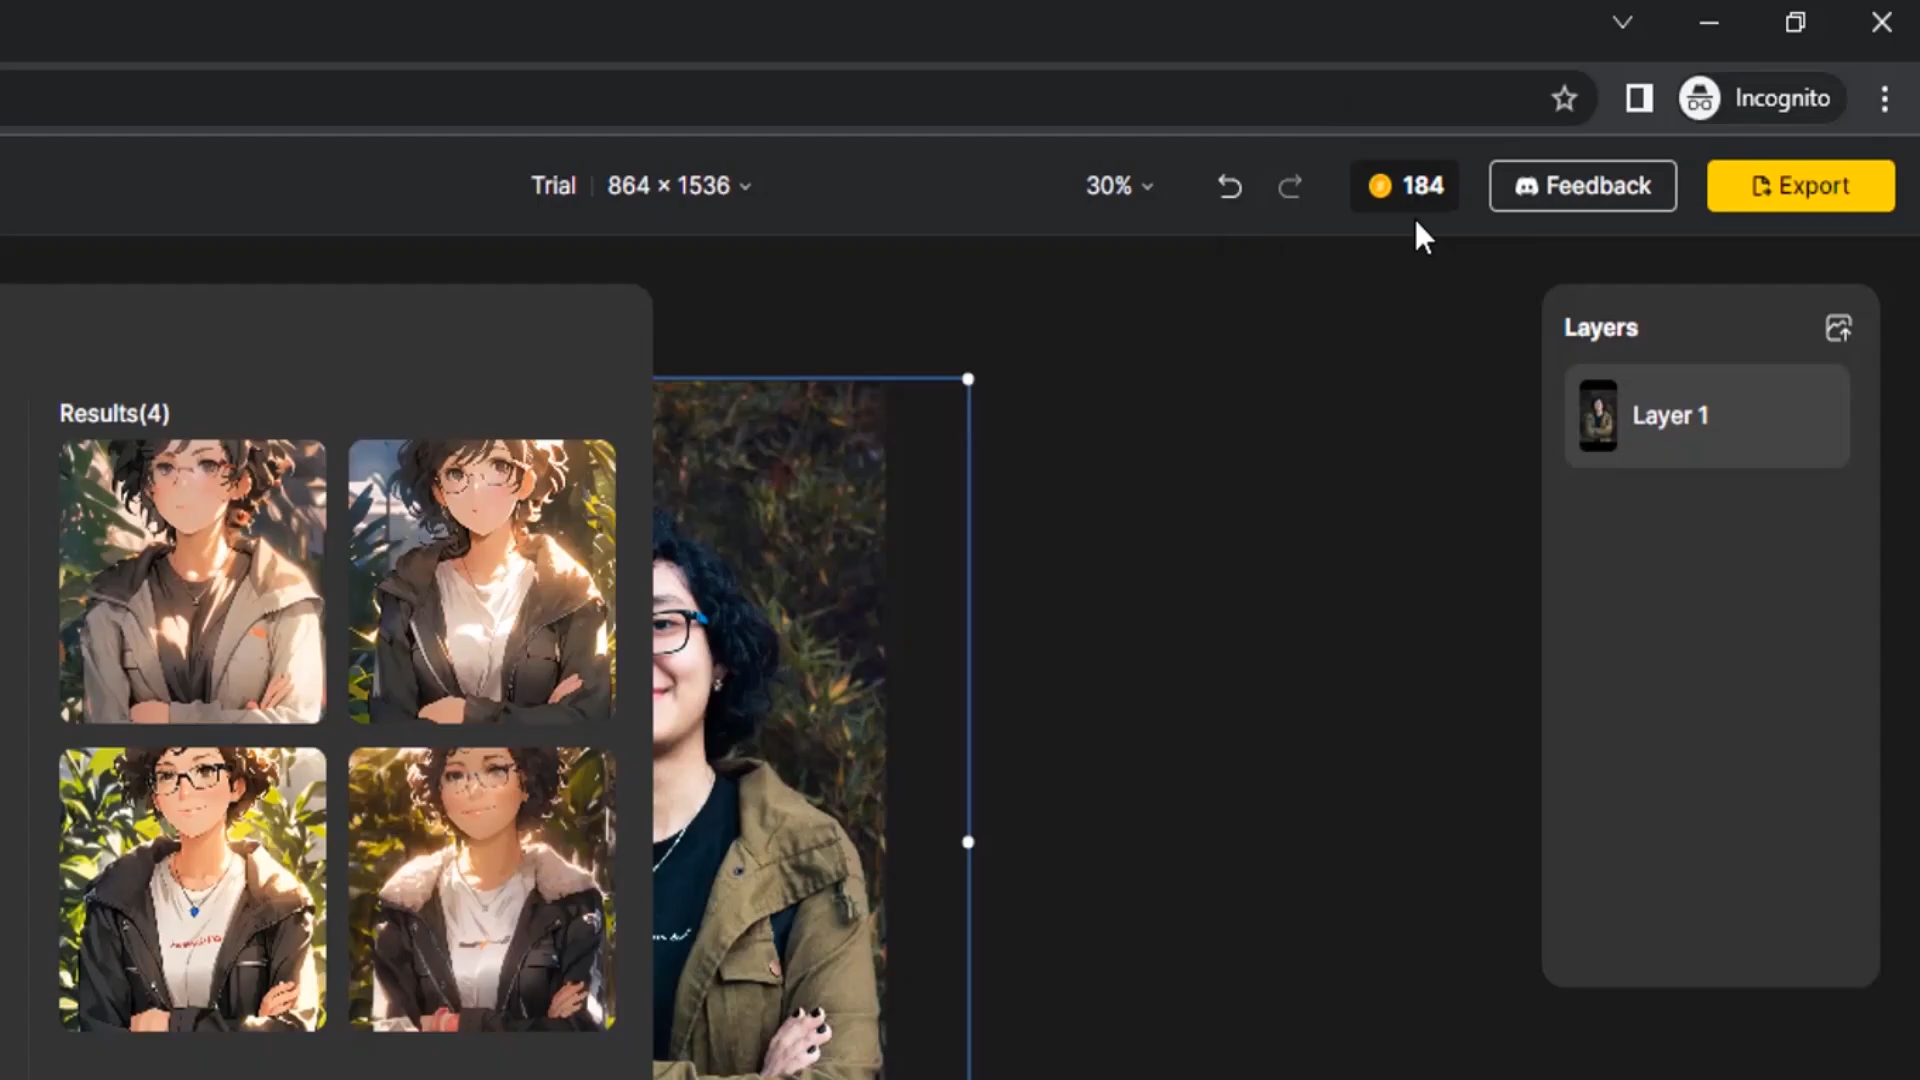 Incognito
Trial 864 × 1536
30%
184
Feedback
Export
Layers
Layer 1
Results(4)